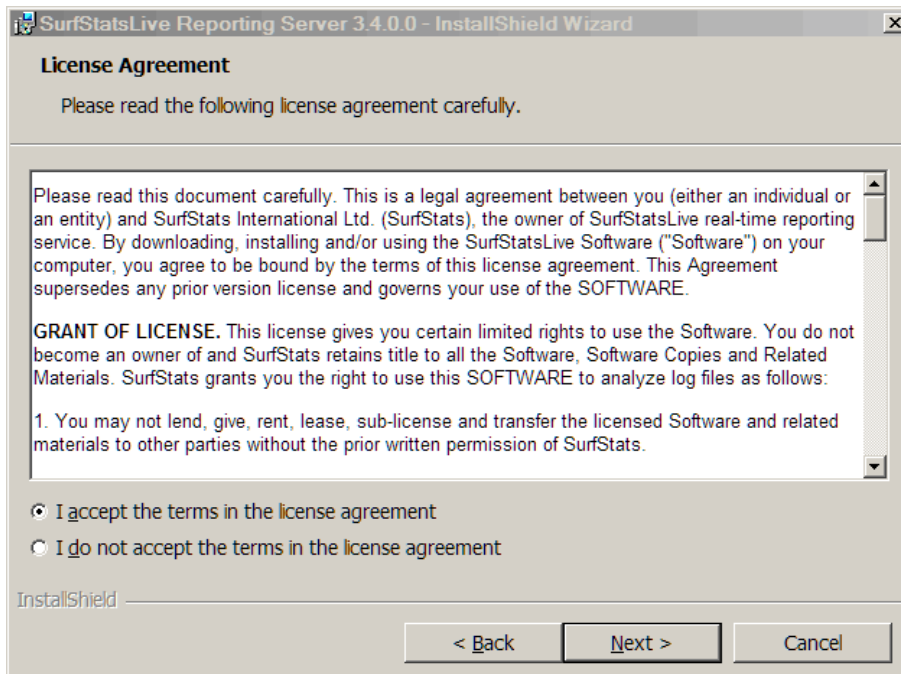 SurfStatsLive Reporting Server 3.4.0.0 - InstallShield Wizard
License Agreement
Please read the following license agreement carefully.
Please read this document carefully. This is a legal agreement between you (either an individual or
an entity) and SurfStats International Ltd. (SurfStats), the owner of SurfStatsLive real-time reporting
service. By downloading, installing and/or using the SurfStatsLive Software ("Software") on your
computer, you agree to be bound by the terms of this license agreement. This Agreement
supersedes any prior version license and governs your use of the SOFTWARE.
GRANT OF LICENSE. This license gives you certain limited rights to use the Software. You do not
become an owner of and SurfStats retains title to all the Software, Software Copies and Related
Materials. SurfStats grants you the right to use this SOFTWARE to analyze log files as follows:
1. You may not lend, give, rent, lease, sub-license and transfer the licensed Software and related
materials to other parties without the prior written permission of SurfStats.
I accept the terms in the license agreement
I do not accept the terms in the license agreement
InstallShield
< Back
Next >
Cancel